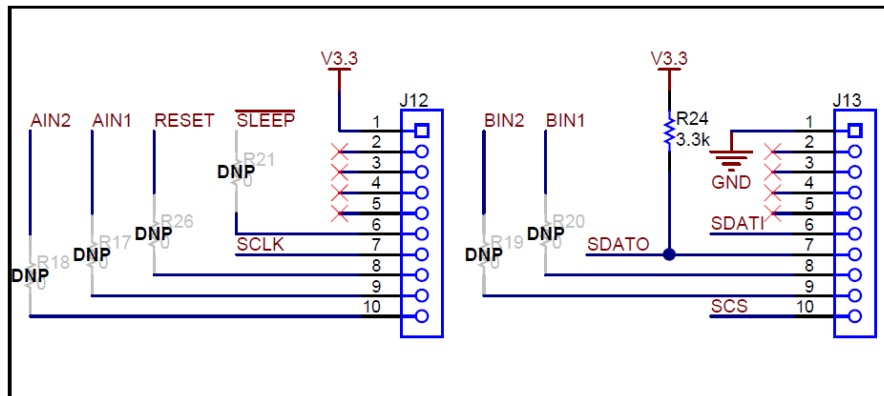 V3.3
V3.3
J12
J13
AIN2
AIN1
RESET
SLEEP
BIN2
BIN1
R24
3.3k
1
2
3
4
5
6
7
8
9
10
1
2
3
4
5
6
7
8
9
10
R21
DNP
0
GND
SDATI
SCLK
SDATO
R26
DNP
0
R17
DNP
0
R18
DNP
0
R20
DNP
0
R19
DNP
0
SCS